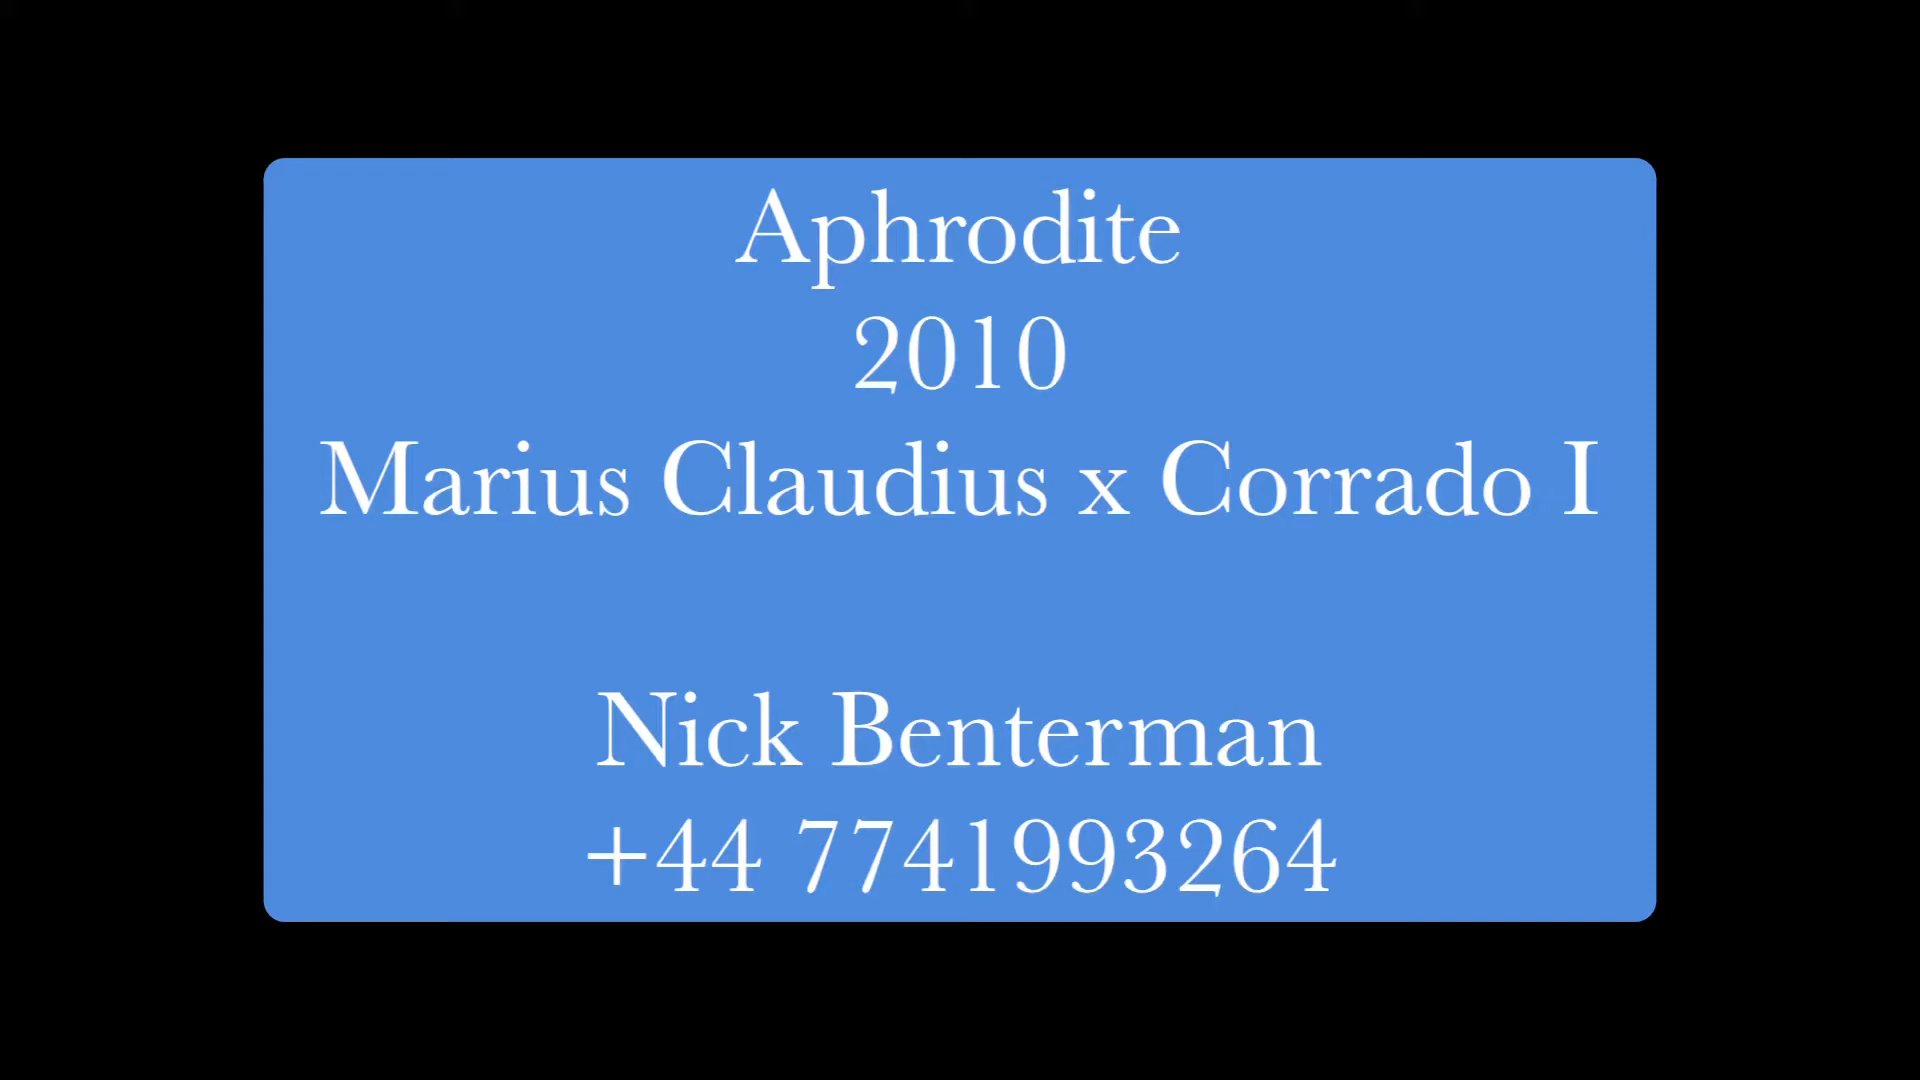 Aphrodite
2010
Marius Claudius x Corrado I
Nick Benterman
+44 7741993264